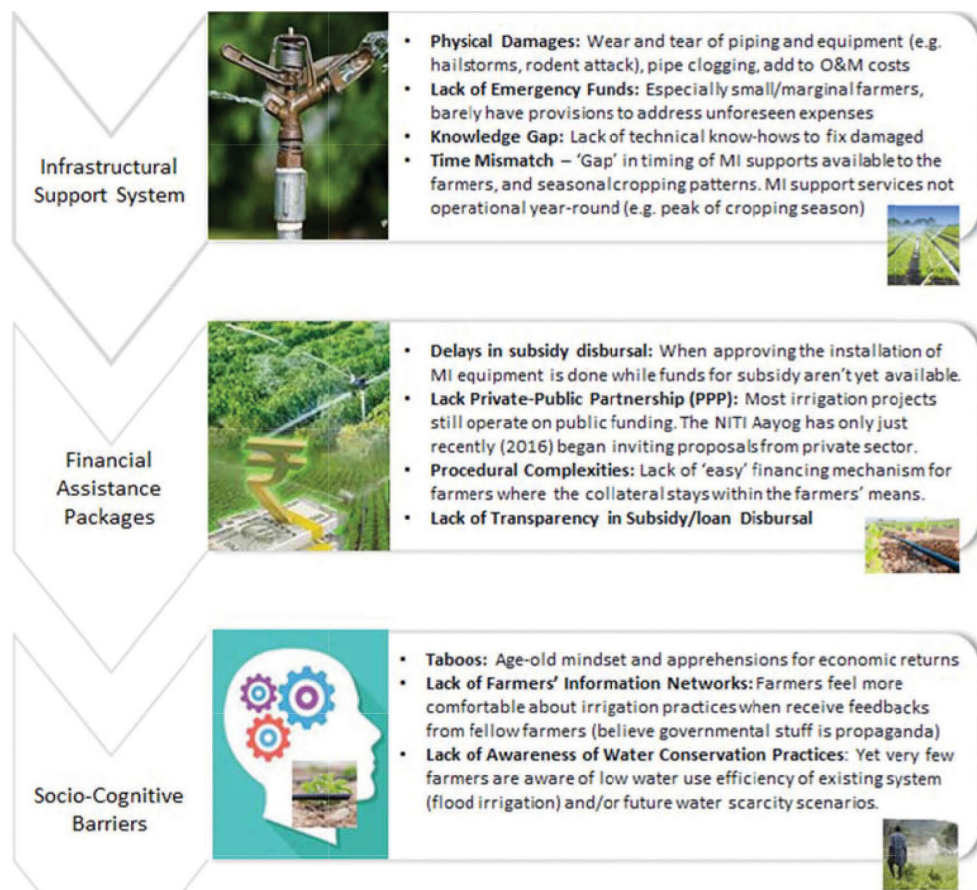 Infrastructural
Support System
• Physical Damages: Wear and tear of piping and equipment (e.g.
hailstorms, rodent attack), pipe clogging, add to O&M costs
• Lack of Emergency Funds: Especially small/marginal farmers,
barely have provisions to address unforeseen expenses
• Knowledge Gap: Lack of technical know-hows to fix damaged
• Time Mismatch – ‘Gap’ in timing of MI supports available to the
farmers, and seasonal cropping patterns. MI support services not
operational year-round (e.g. peak of cropping season)
Financial
Assistance
Packages
• Delays in subsidy disbursal: When approving the installation of
MI equipment is done while funds for subsidy aren’t yet available.
• Lack Private-Public Partnership (PPP): Most irrigation projects
still operate on public funding. The NITI Aayog has only just
recently (2016) began inviting proposals from private sector.
• Procedural Complexities: Lack of ‘easy’ financing mechanism for
farmers where the collateral stays within the farmers’ means.
• Lack of Transparency in Subsidy/loan Disbursal
Socio-Cognitive
Barriers
• Taboos: Age-old mindset and apprehensions for economic returns
• Lack of Farmers’ Information Networks: Farmers feel more
comfortable about irrigation practices when receive feedbacks
from fellow farmers (believe governmental stuff is propaganda)
• Lack of Awareness of Water Conservation Practices: Yet very few
farmers are aware of low water use efficiency of existing system
(flood irrigation) and/or future water scarcity scenarios.